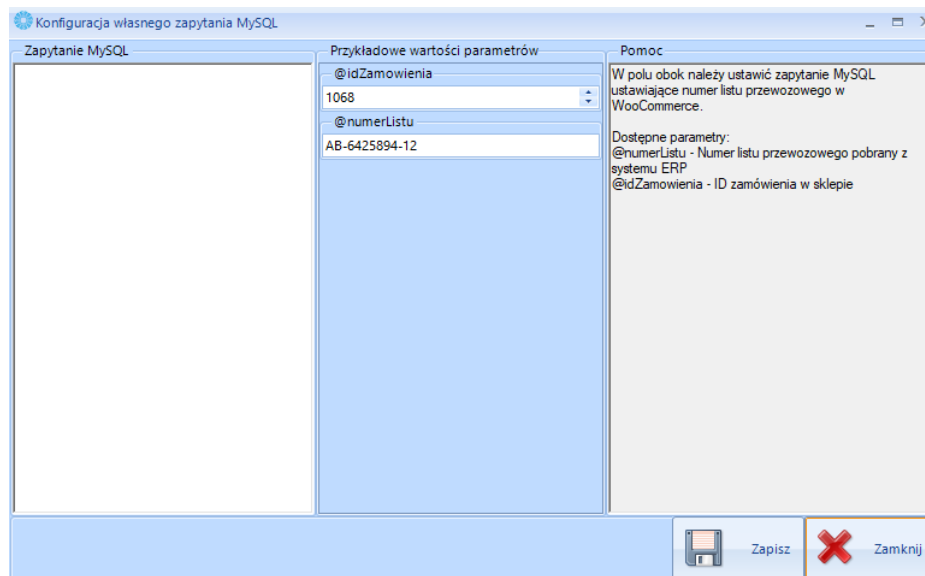 Konfiguracja własnego zapytania MySQL
Zapytanie MySQL
Przykładowe wartości parametrów
@idZamowienia
1068
@numerListu
AB-6425894-12
Pomoc
W polu obok należy ustawić zapytanie MySQL
ustawiające numer listu przewozowego w
WooCommerce.
Dostępne parametry:
@numerListu - Numer listu przewozowego pobrany z
systemu ERP
@idZamowienia - ID zamówienia w sklepie
Zapisz
Zamknij